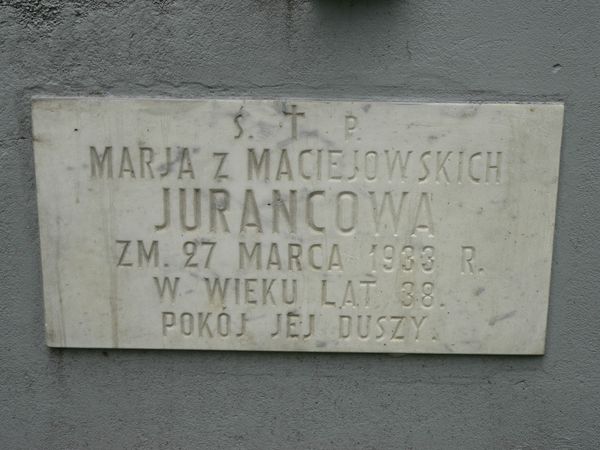 Ś. † P.
MARJA Z MACIEJOWSKICH
JURANCOWA
ZM. 27 MARCA 1933 R.
W WIEKU LAT 38.
POKÓJ JEJ DUSZY.